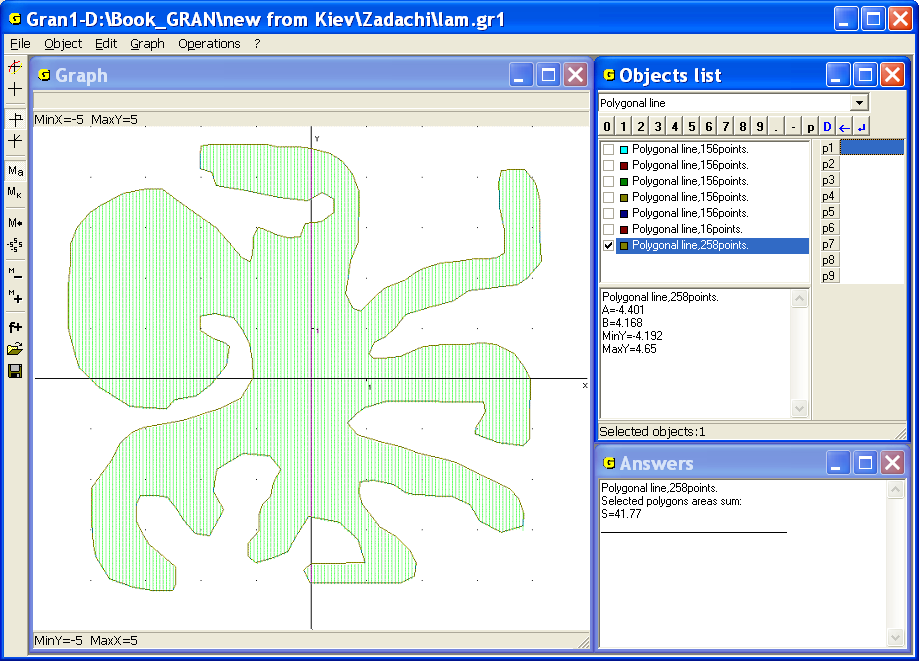 Gran1-D:\Book_GRAN\new from Kiev\Zadachi\lam.gr1
File Object Edit Graph Operations ?
Graph
MinX=-5 MaxY=5
Y
1
1
X
MinY=-5 MaxX=5
Ma
Mк
M*
M
M
f+
Objects list
Polygonal line
0 1 2 3 4 5 6 7 8 9 . - p D ← ↲
Polygonal line,156points.
Polygonal line,156points.
Polygonal line,156points.
Polygonal line,156points.
Polygonal line,156points.
Polygonal line,16points.
Polygonal line,258points.
p1
p2
p3
p4
p5
p6
p7
p8
p9
Polygonal line,258points.
A=-4.401
B=4.168
MinY=-4.192
MaxY=4.65
Selected objects:1
Answers
Polygonal line,258points.
Selected polygons areas sum:
S=41.77